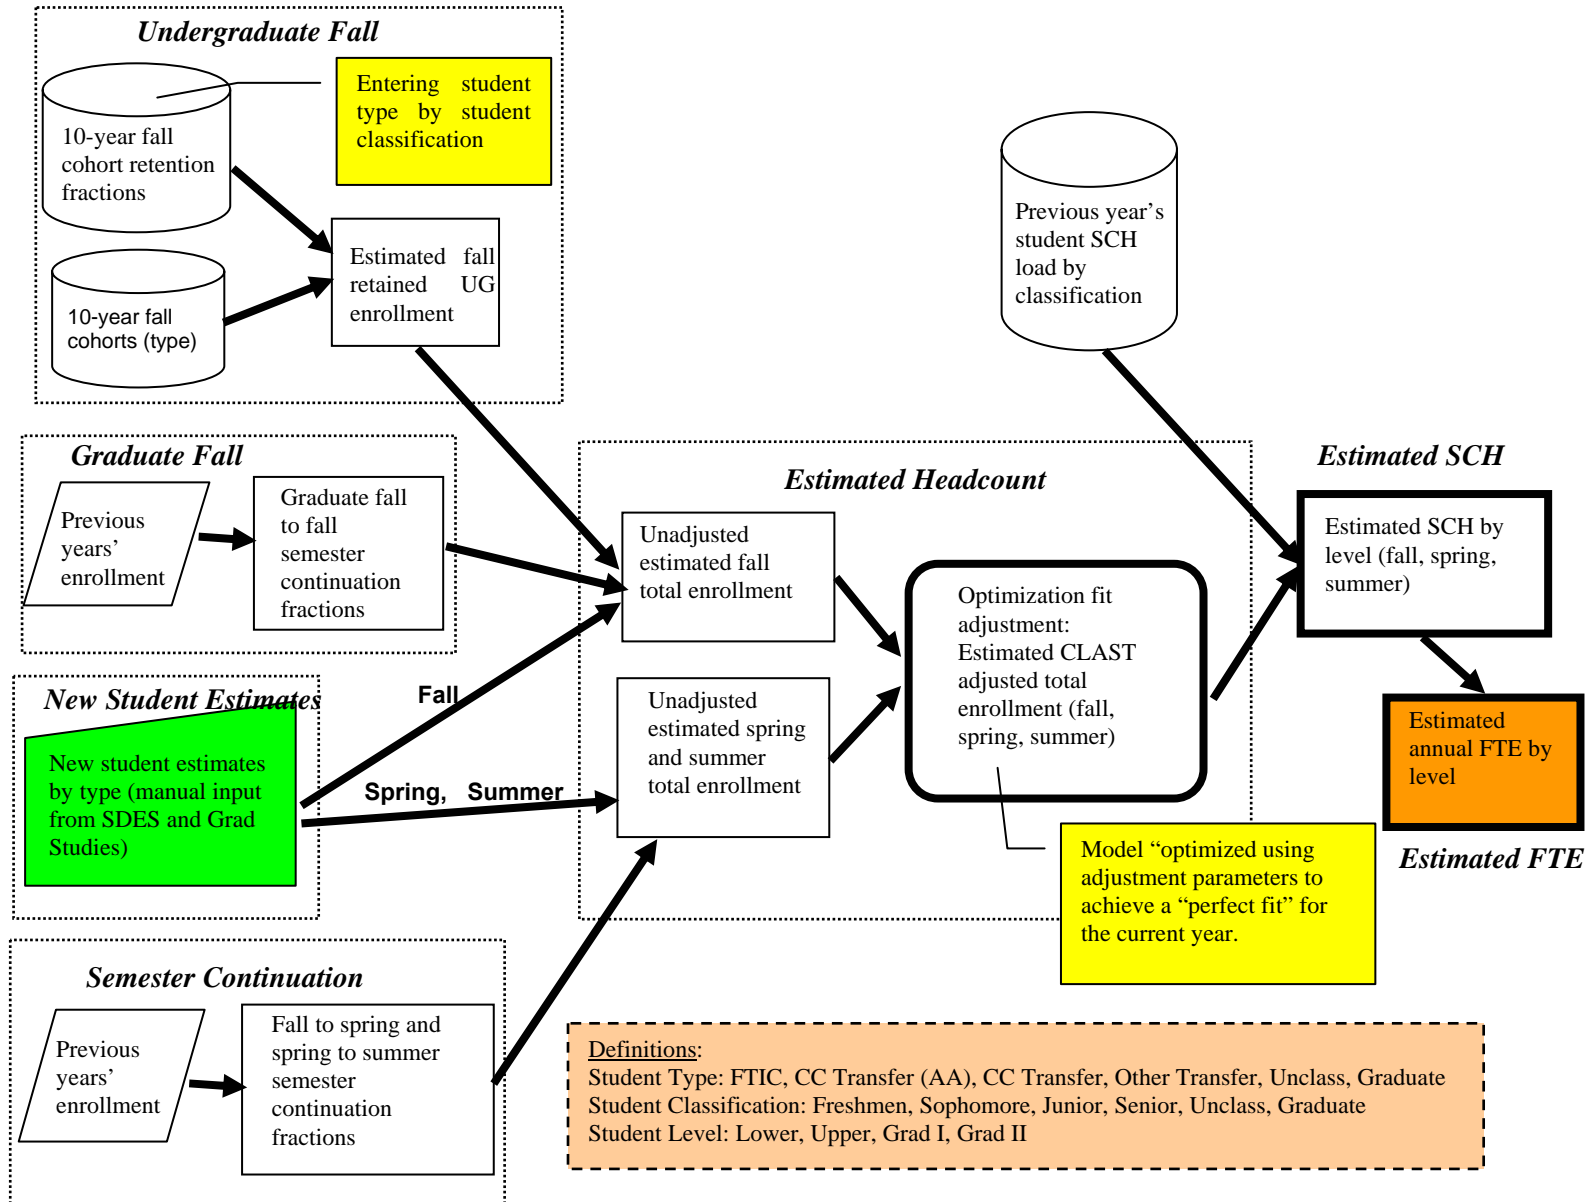 Undergraduate Fall
10-year fall
cohort retention
fractions
Entering student
type by student
classification
10-year fall
cohorts (type)
Estimated fall
retained UG
enrollment
Previous year’s
student SCH
load by
classification
Graduate Fall
Previous
years’
enrollment
Graduate fall
to fall
semester
continuation
fractions
New Student Estimates
New student estimates
by type (manual input
from SDES and Grad
Studies)
Fall
Spring, Summer
Semester Continuation
Previous
years’
enrollment
Fall to spring and
spring to summer
semester
continuation
fractions
Estimated Headcount
Unadjusted
estimated fall
total enrollment
Unadjusted
estimated spring
and summer
total enrollment
Optimization fit
adjustment:
Estimated CLAST
adjusted total
enrollment (fall,
spring, summer)
Model “optimized using
adjustment parameters to
achieve a “perfect fit” for
the current year.
Estimated SCH
Estimated SCH by
level (fall, spring,
summer)
Estimated
annual FTE by
level
Estimated FTE
Definitions:
Student Type: FTIC, CC Transfer (AA), CC Transfer, Other Transfer, Unclass, Graduate
Student Classification: Freshmen, Sophomore, Junior, Senior, Unclass, Graduate
Student Level: Lower, Upper, Grad I, Grad II